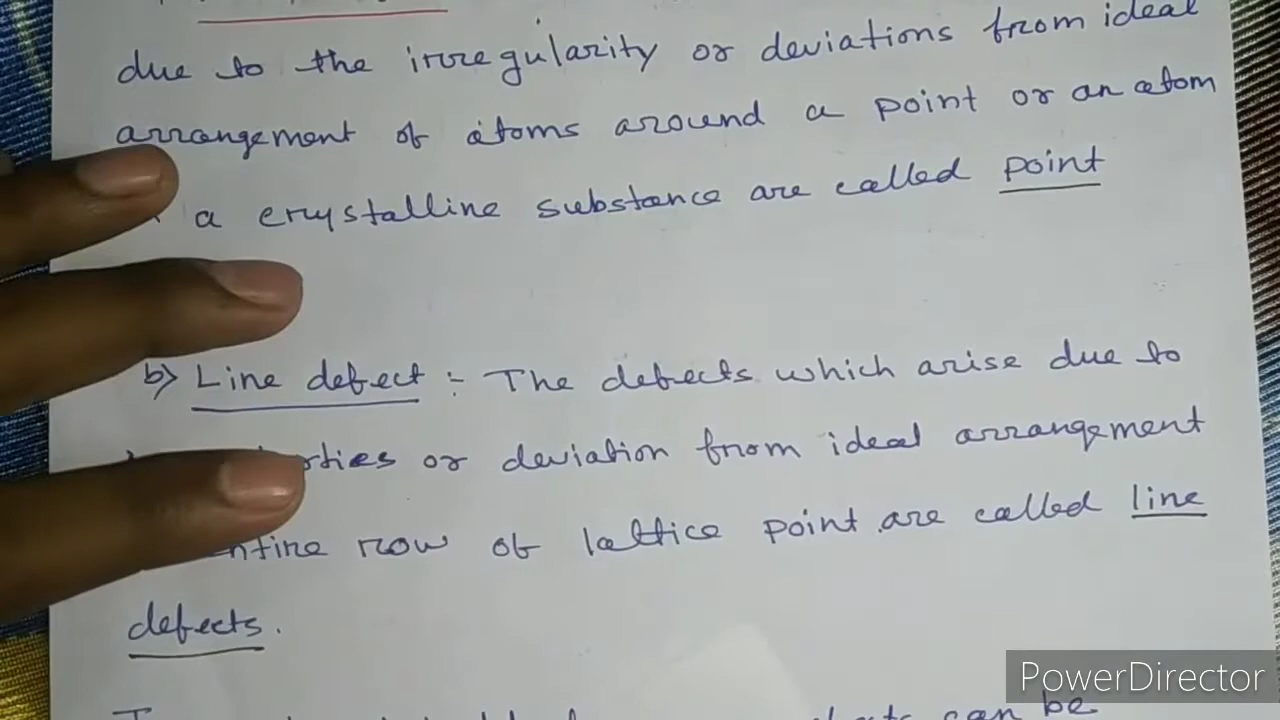 due to the irregularity or deviations from ideal
arrangement of atoms around a point or an atom
a crystalline substance are called point
b) Line defect :- The defects which arise due to
or deviation from ideal arrangement
row of lattice point are called line
defects.
can be
PowerDirector